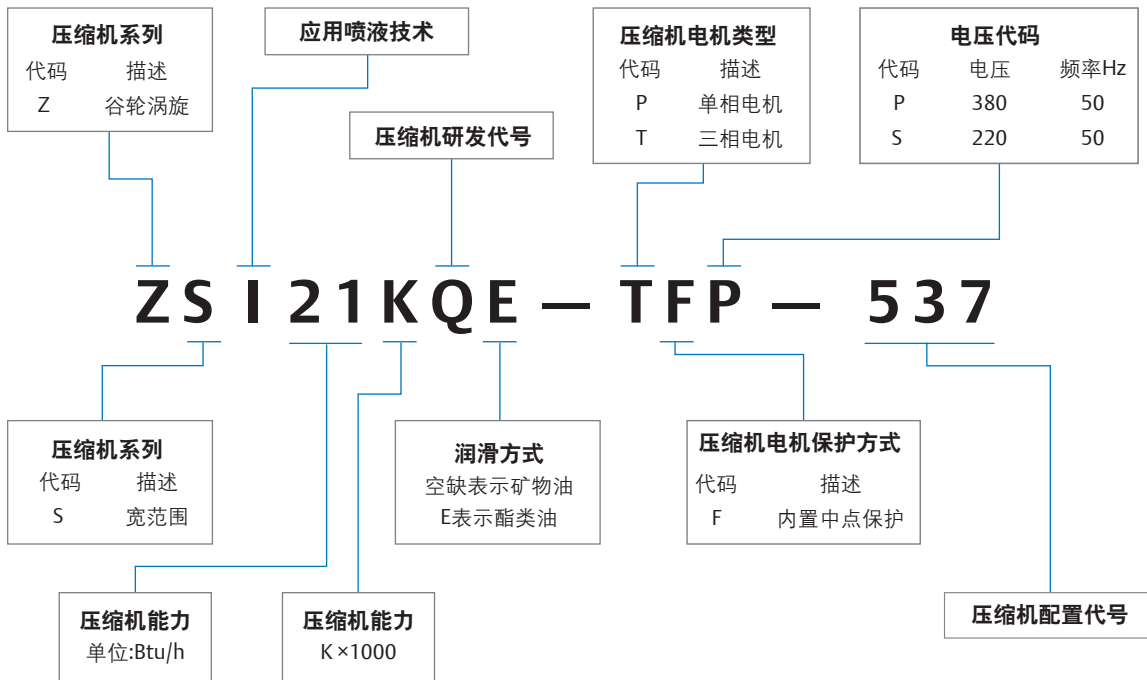 压缩机系列
代码 描述
Z 谷轮涡旋
应用喷液技术
压缩机研发代号
压缩机电机类型
代码 描述
P 单相电机
T 三相电机
电压代码
代码 电压 频率Hz
P 380 50
S 220 50
ZSI21KQE — TFP — 537
压缩机系列
代码 描述
S 宽范围
润滑方式
空缺表示矿物油
E表示酯类油
压缩机电机保护方式
代码 描述
F 内置中点保护
压缩机能力
单位:Btu/h
压缩机能力
K ×1000
压缩机配置代号